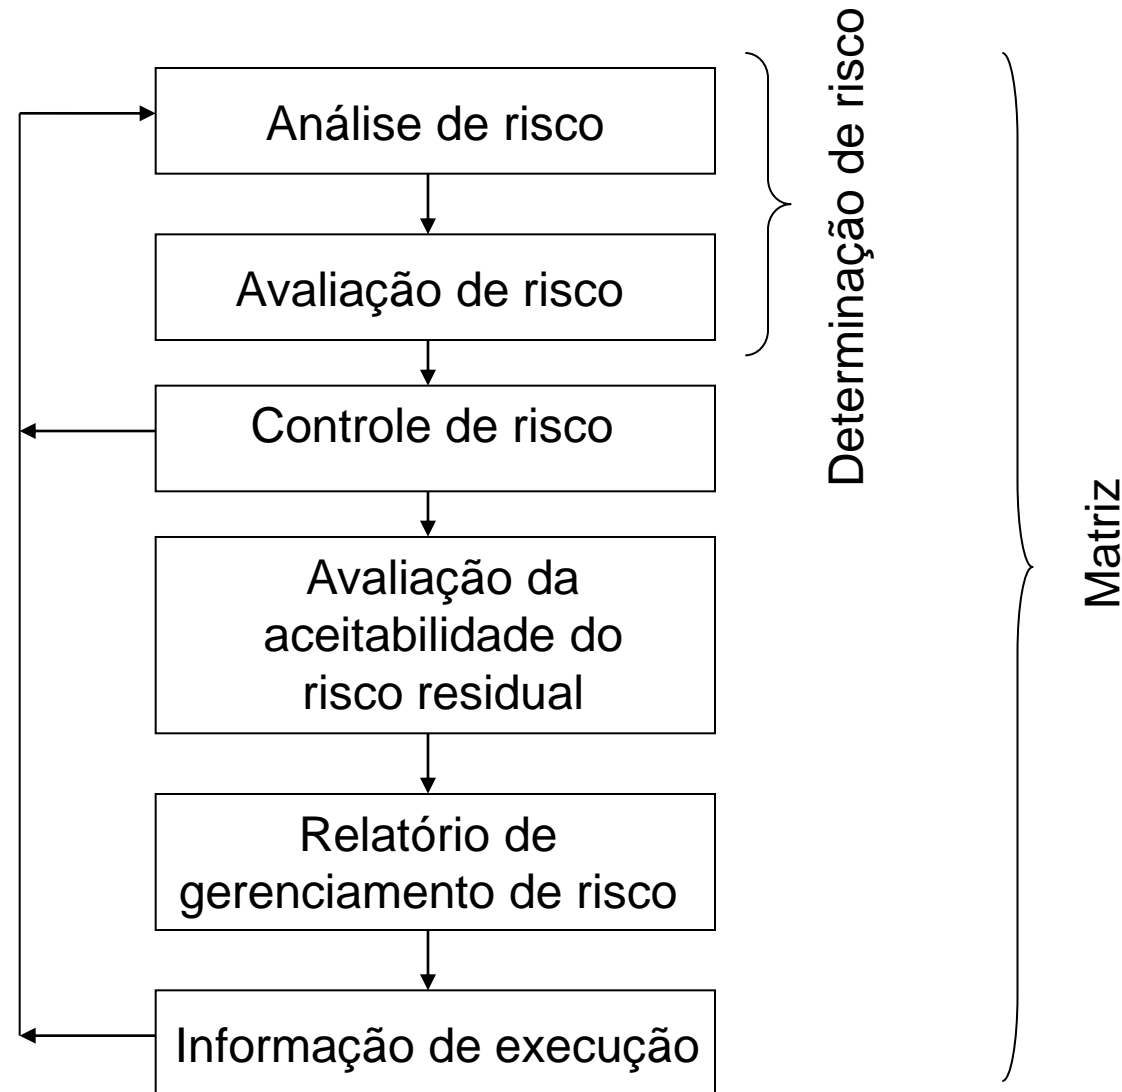 Análise de risco
Avaliação de risco
Controle de risco
Avaliação da
aceitabilidade do
risco residual
Relatório de
gerenciamento de risco
Informação de execução
Determinação de risco
Matriz